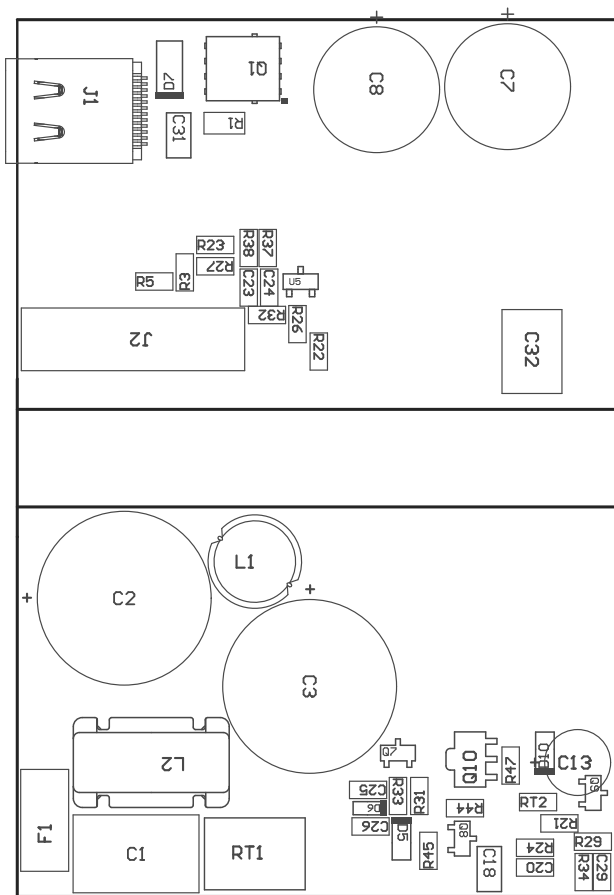 +
+
D7
Q1
C8
C7
J1
C31
R1
R23
R38
R37
R27
R3
R5
C23
C24
U5
R32
R26
J2
R22
C32
L1
+
+
C2
C3
L2
Q7
Q10
R47
D10
+
C13
Q9
C25
R33
R31
F1
D6
R44
RT2
C26
D5
Q8
R21
C1
RT1
R45
R24
R29
C18
C20
R34
C29